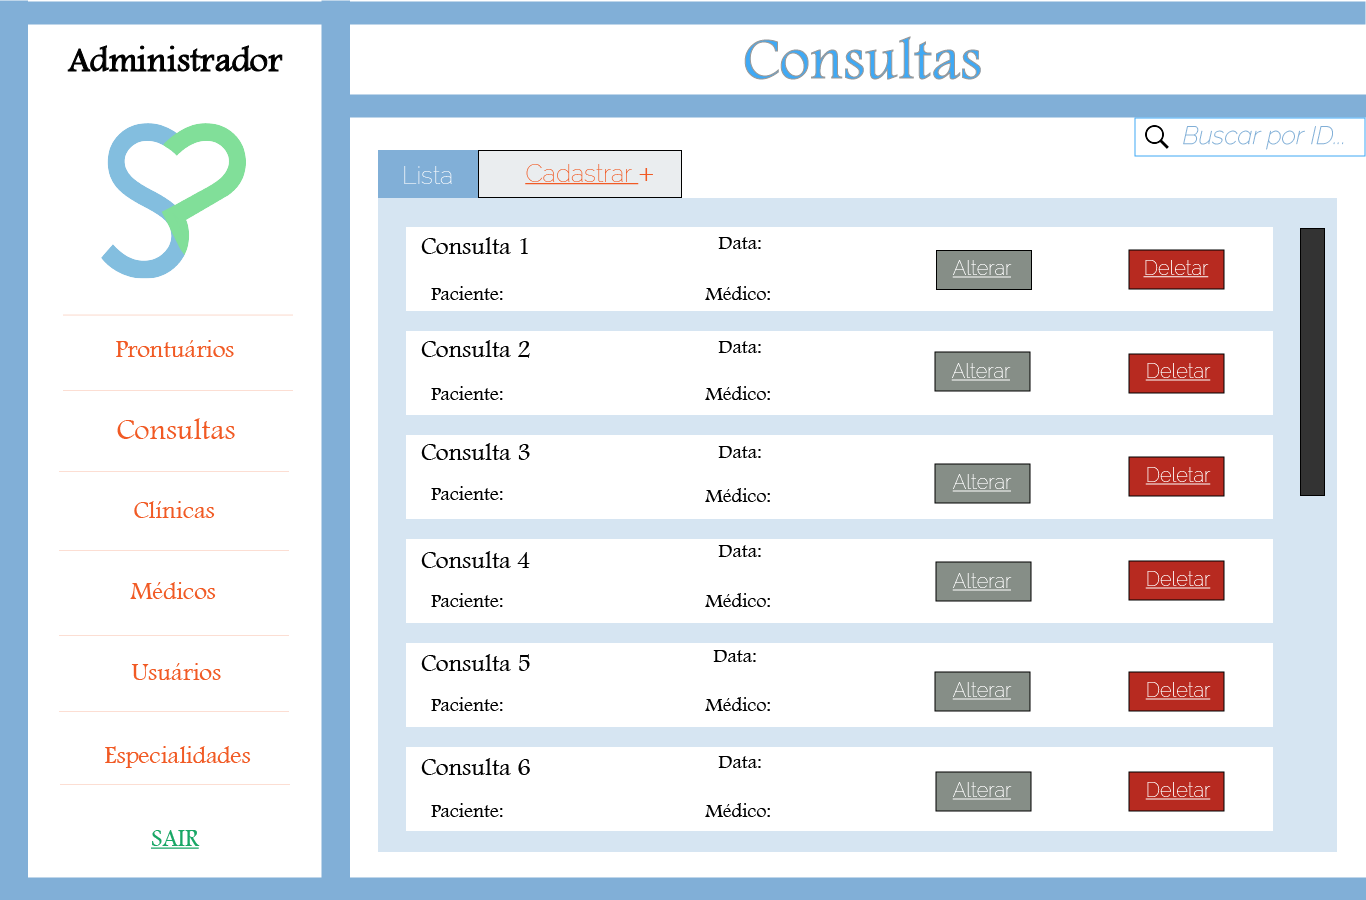 Administrador
Prontuários
Consultas
Clínicas
Médicos
Usuários
Especialidades
SAIR
Consultas
Buscar por ID...
Lista
Cadastrar +
Consulta 1
Data:
Paciente:
Médico:
Alterar
Deletar
Consulta 2
Data:
Paciente:
Médico:
Alterar
Deletar
Consulta 3
Data:
Paciente:
Médico:
Alterar
Deletar
Consulta 4
Data:
Paciente:
Médico:
Alterar
Deletar
Consulta 5
Data:
Paciente:
Médico:
Alterar
Deletar
Consulta 6
Data:
Paciente:
Médico:
Alterar
Deletar